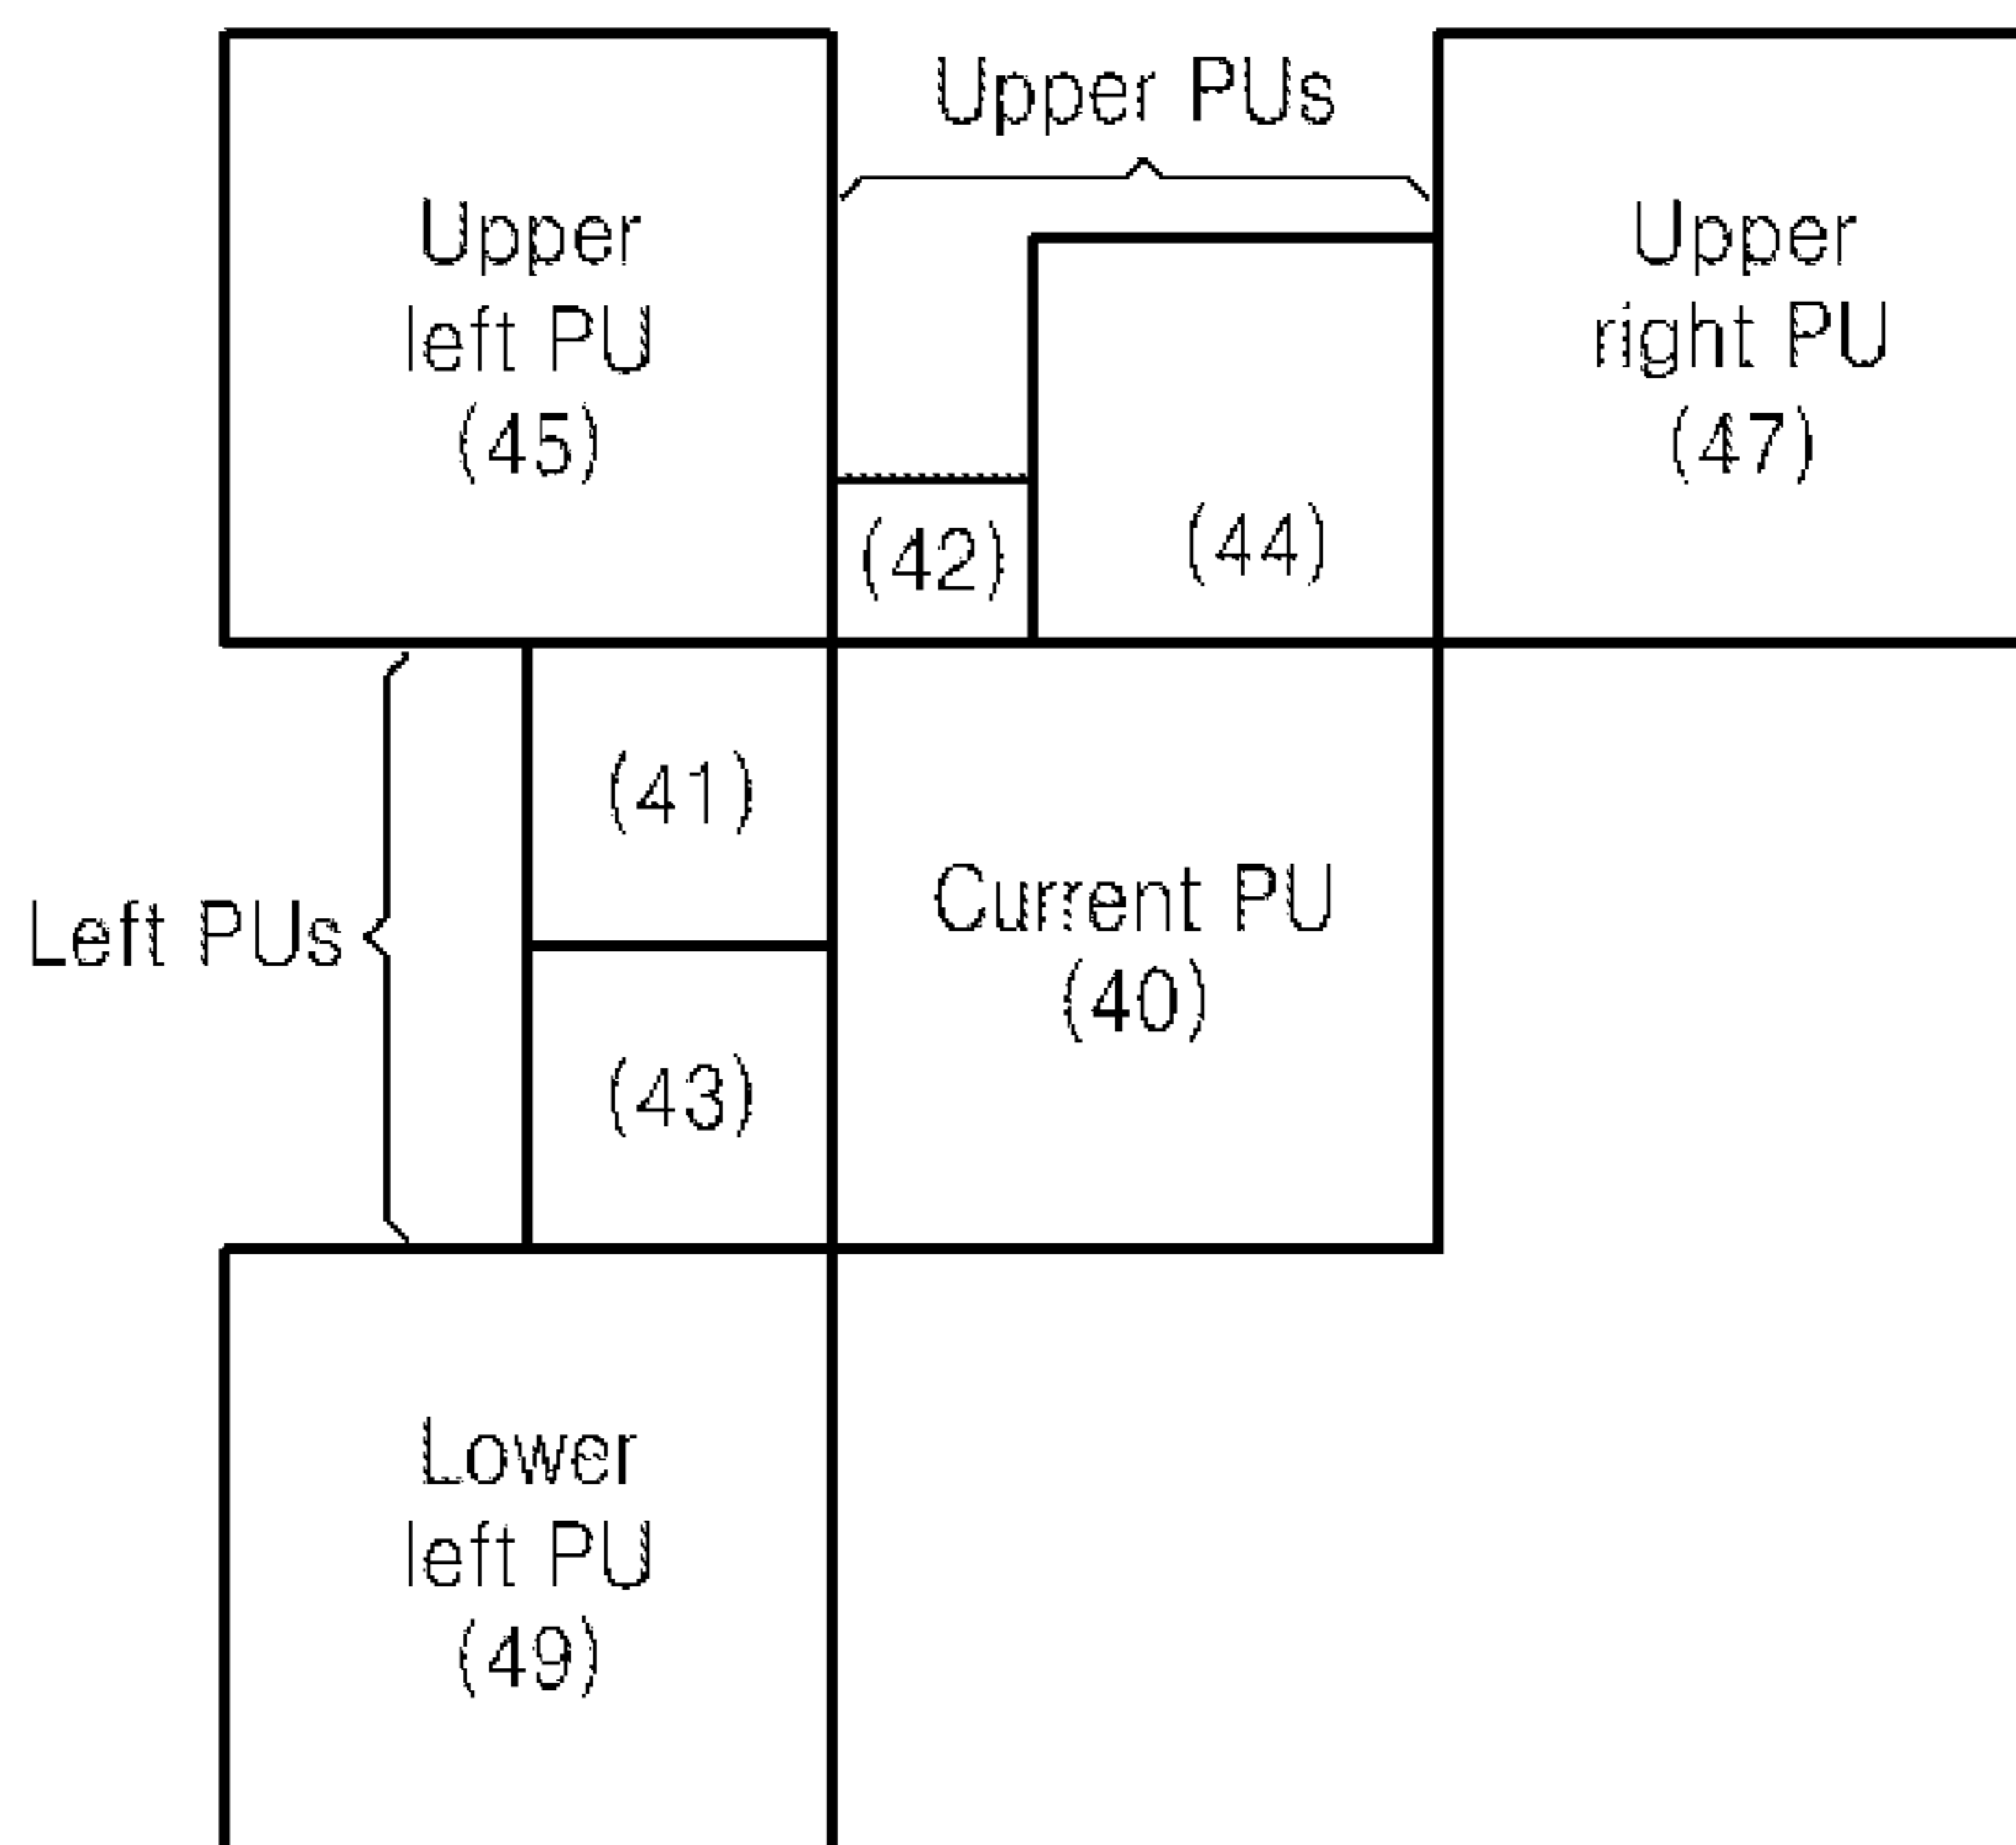 Upper PUs
Upper
left PU
(45)
Upper
right PU
(47)
(42)
(44)
(41)
Left PUs
Current PU
(40)
(43)
Lower
left PU
(49)